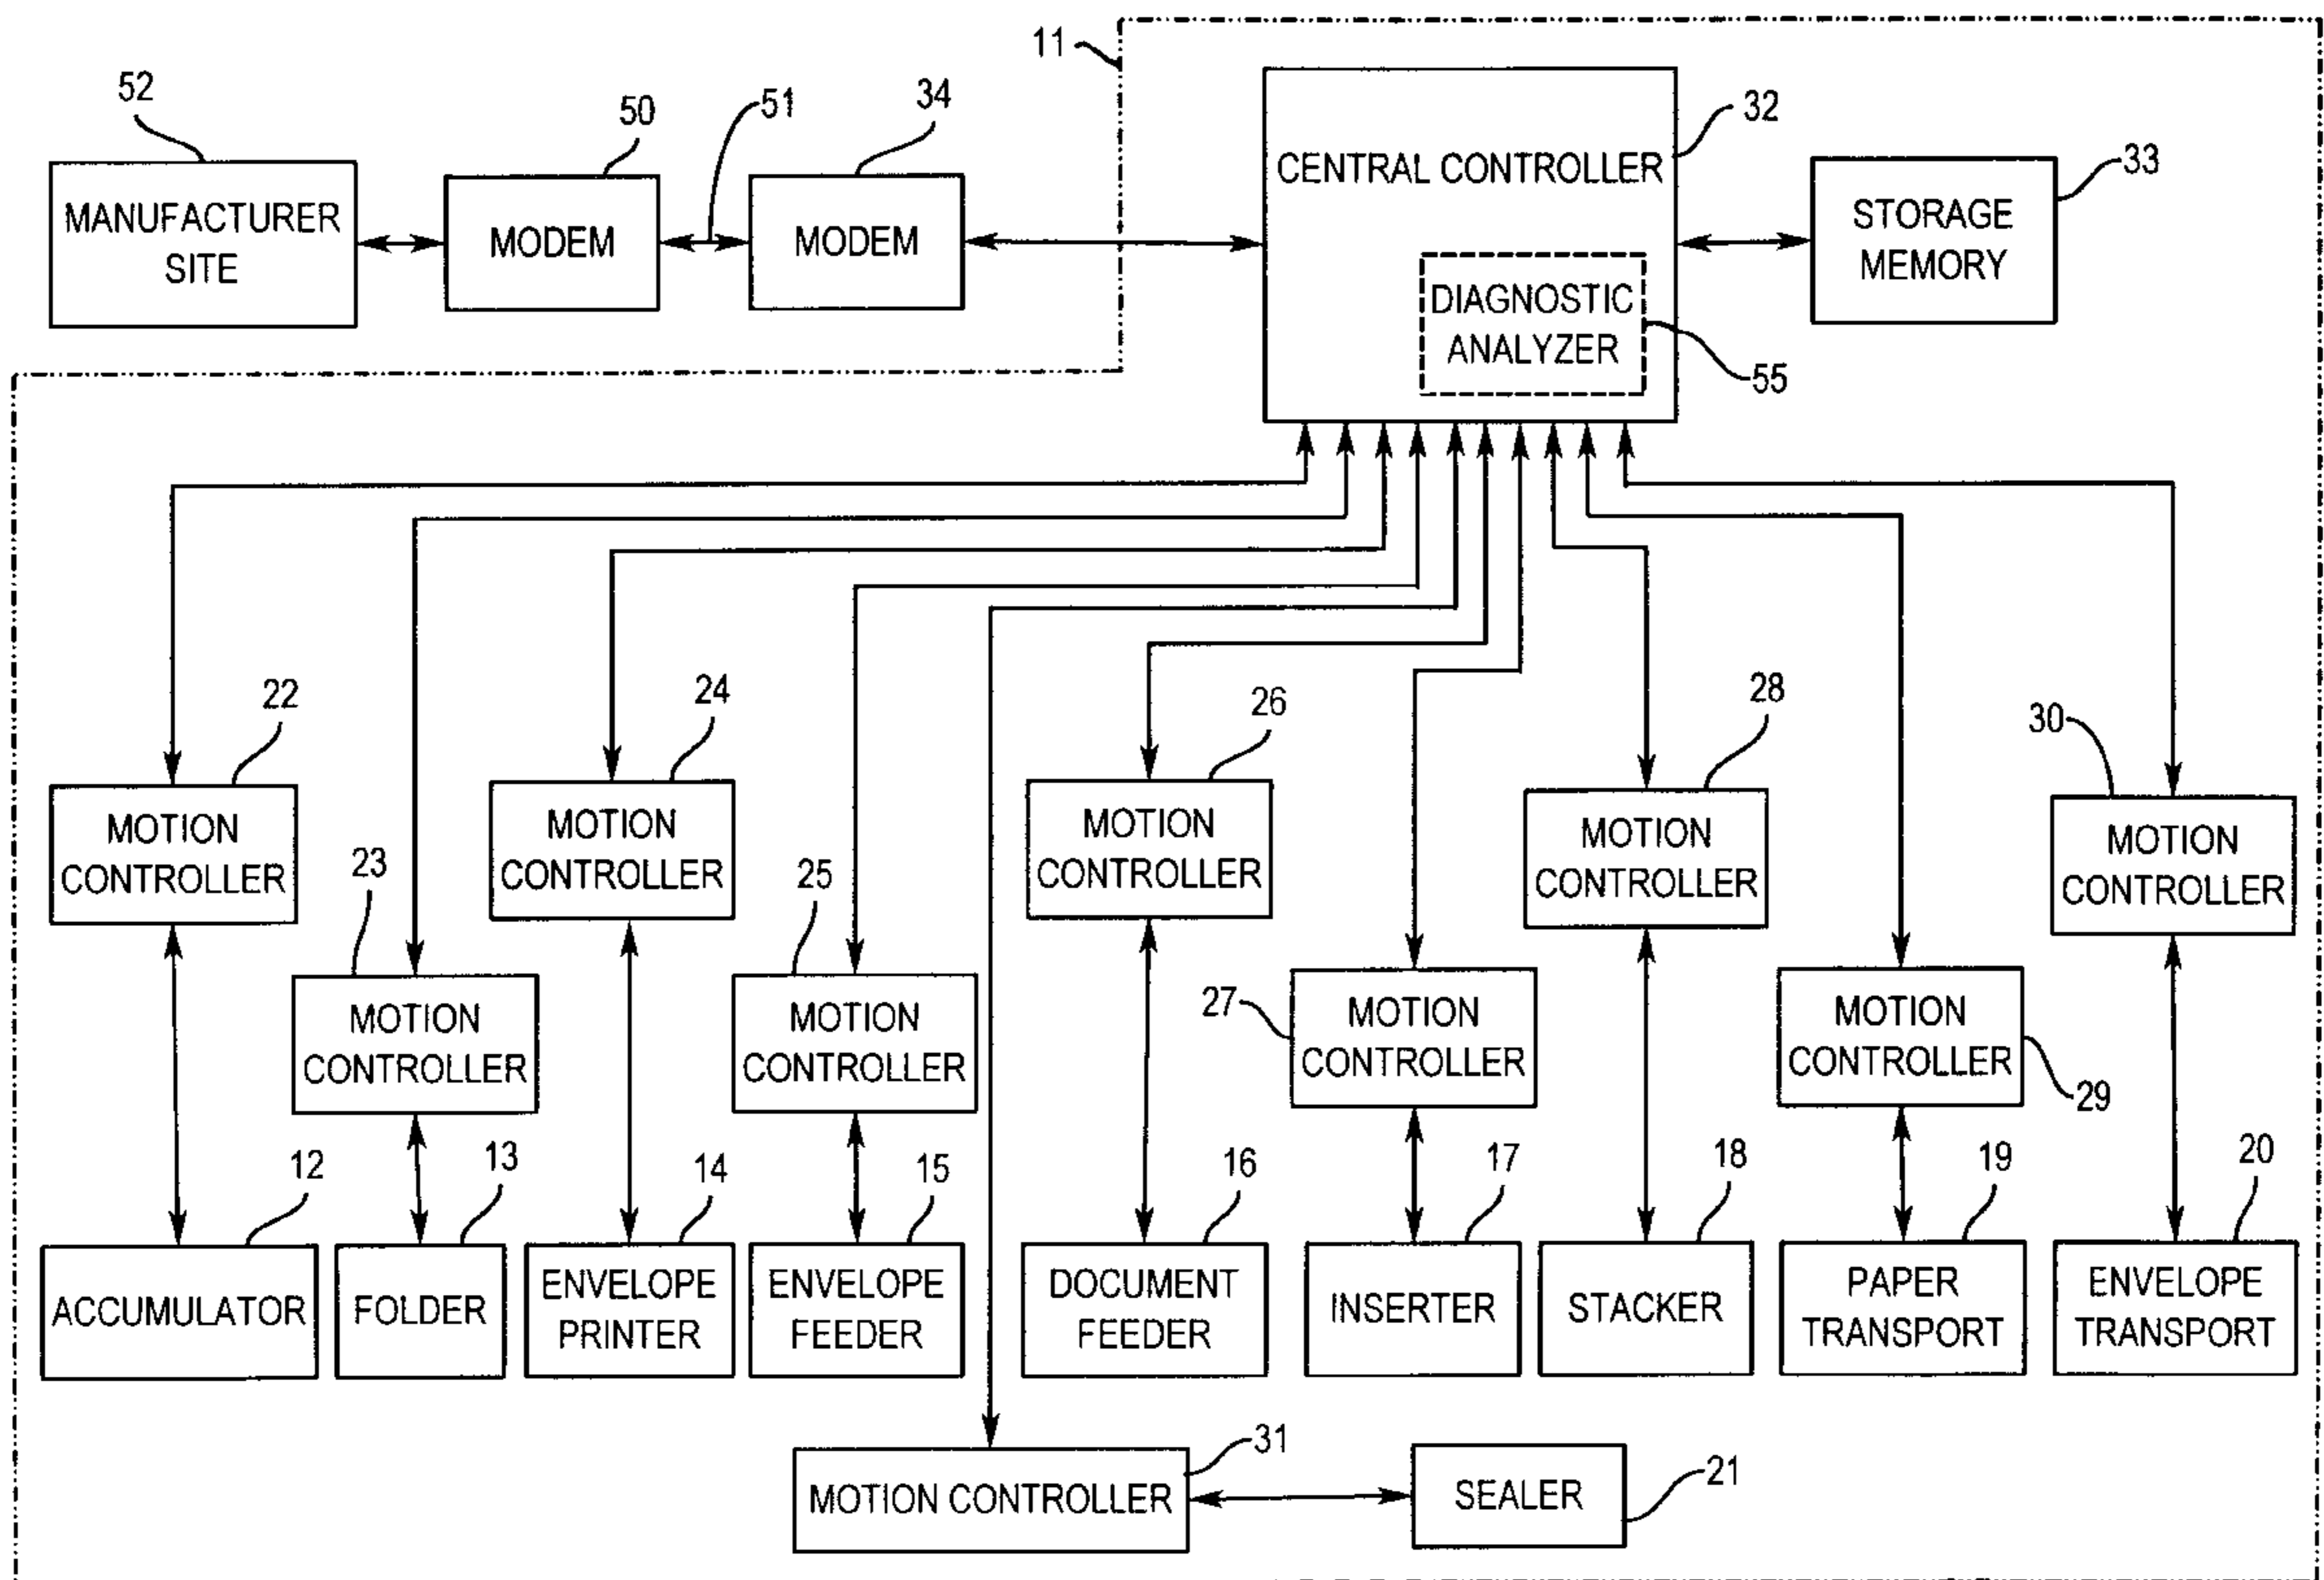 11
52
50
51
34
32
33
MANUFACTURER
SITE
MODEM
MODEM
CENTRAL CONTROLLER
DIAGNOSTIC
ANALYZER
55
STORAGE
MEMORY
22
MOTION
CONTROLLER
23
MOTION
CONTROLLER
24
MOTION
CONTROLLER
25
MOTION
CONTROLLER
26
MOTION
CONTROLLER
27
MOTION
CONTROLLER
28
MOTION
CONTROLLER
29
MOTION
CONTROLLER
30
MOTION
CONTROLLER
12
ACCUMULATOR
13
FOLDER
14
ENVELOPE
PRINTER
15
ENVELOPE
FEEDER
16
DOCUMENT
FEEDER
17
INSERTER
18
STACKER
19
PAPER
TRANSPORT
20
ENVELOPE
TRANSPORT
31
MOTION CONTROLLER
SEALER
21